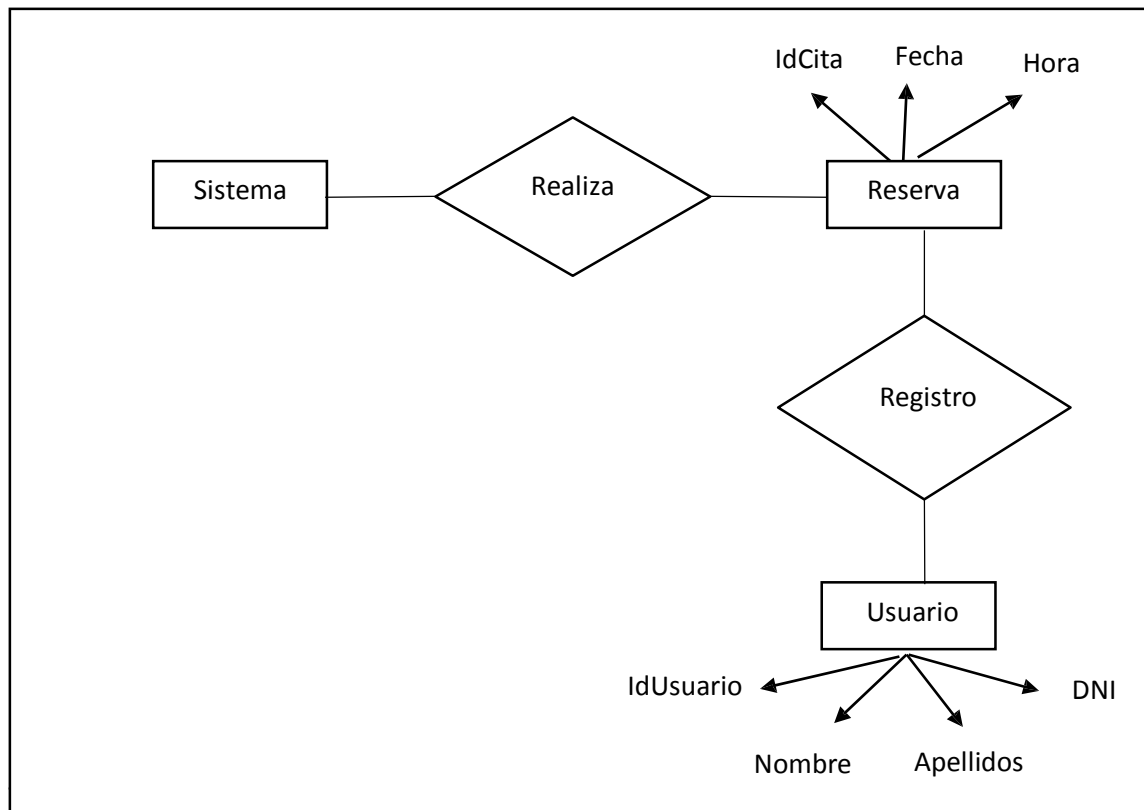 IdCita
Fecha
Hora
Sistema
Realiza
Reserva
Registro
Usuario
IdUsuario
DNI
Nombre
Apellidos